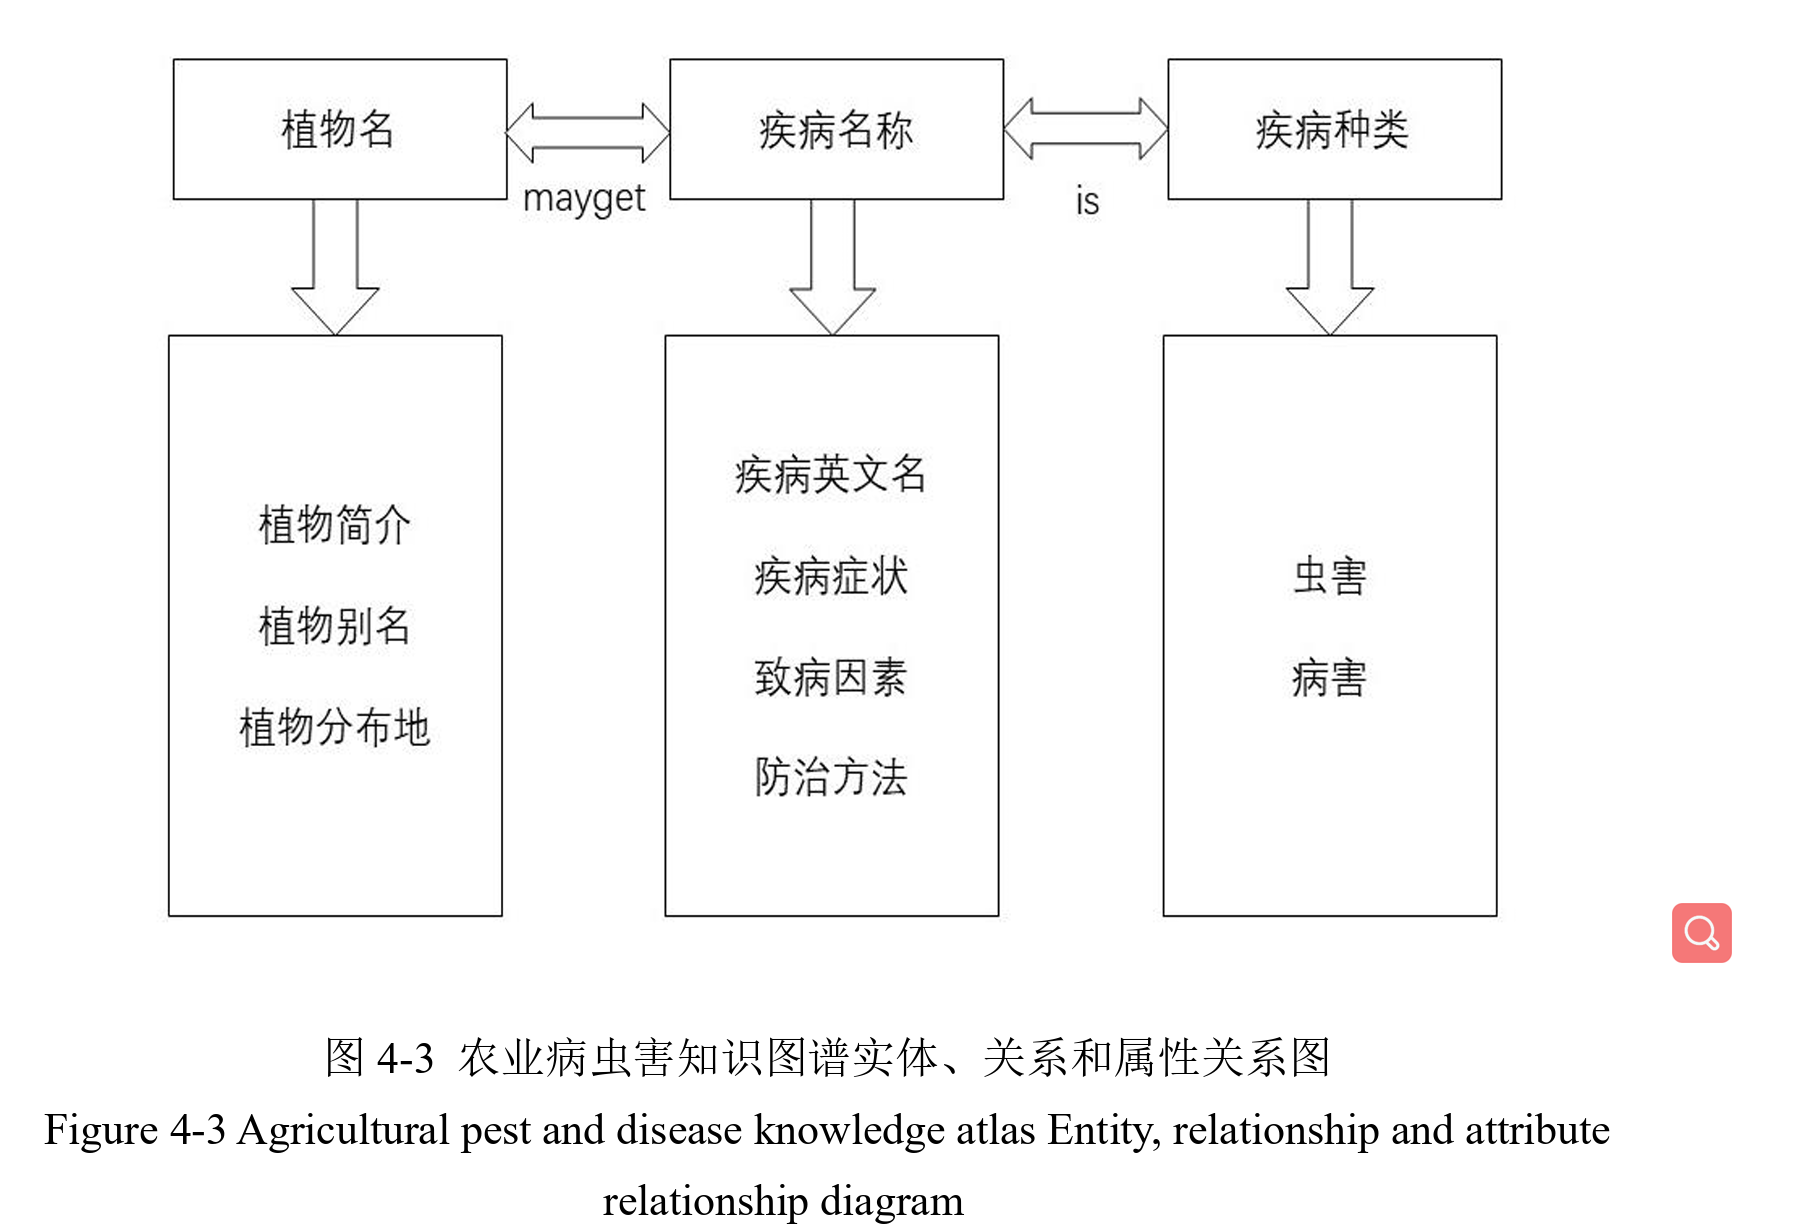 植物名
mayget
疾病名称
is
疾病种类
植物简介
植物别名
植物分布地
疾病英文名
疾病症状
致病因素
防治方法
虫害
病害
图 4-3 农业病虫害知识图谱实体、关系和属性关系图
Figure 4-3 Agricultural pest and disease knowledge atlas Entity, relationship and attribute
relationship diagram